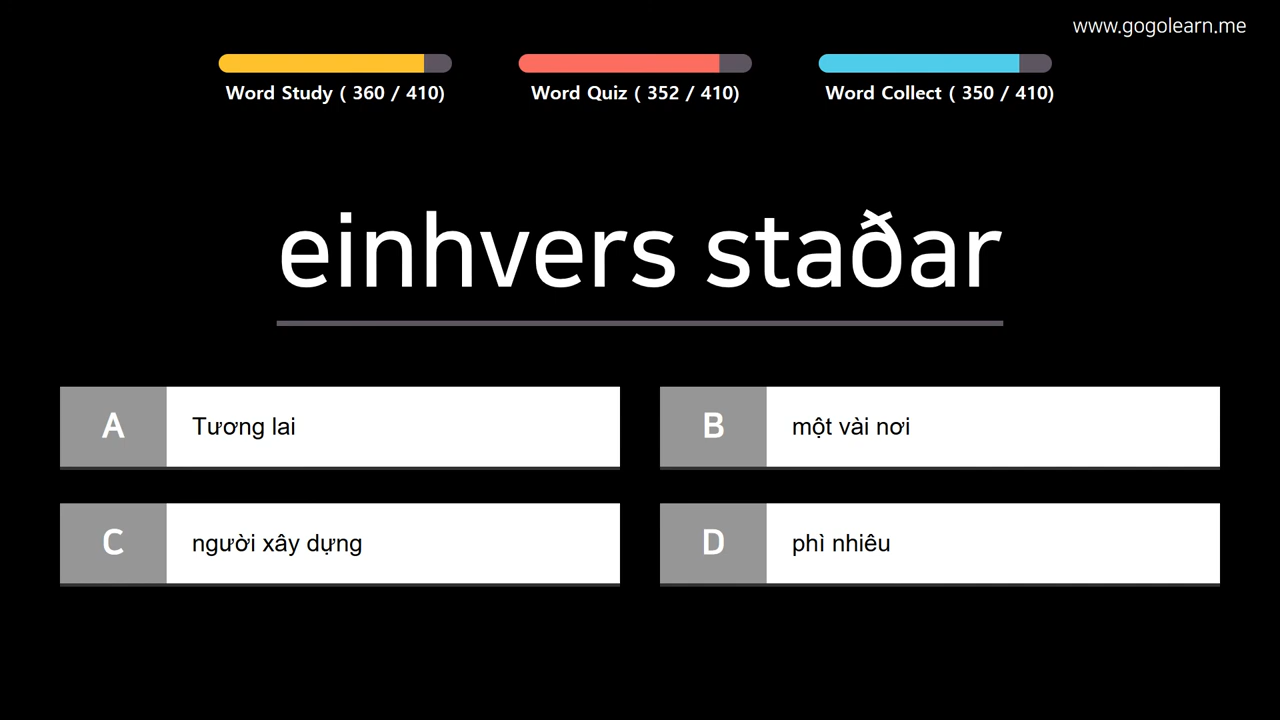 www.gogolearn.me
Word Study ( 360 / 410)
Word Quiz ( 352 / 410)
Word Collect ( 350 / 410)
einhvers staðar
A
Tương lai
B
một vài nơi
C
người xây dựng
D
phì nhiêu